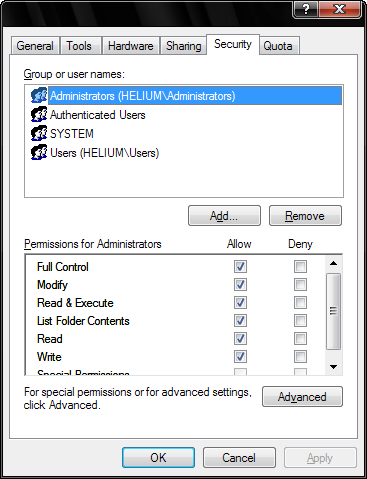 General Tools Hardware Sharing Security Quota
Group or user names:
Administrators (HELIUM\Administrators)
Authenticated Users
SYSTEM
Users (HELIUM\Users)
Add... Remove
Permissions for Administrators Allow Deny
Full Control
Modify
Read & Execute
List Folder Contents
Read
Write
Special Permissions
For special permissions or for advanced settings,
click Advanced.
Advanced
OK Cancel Apply